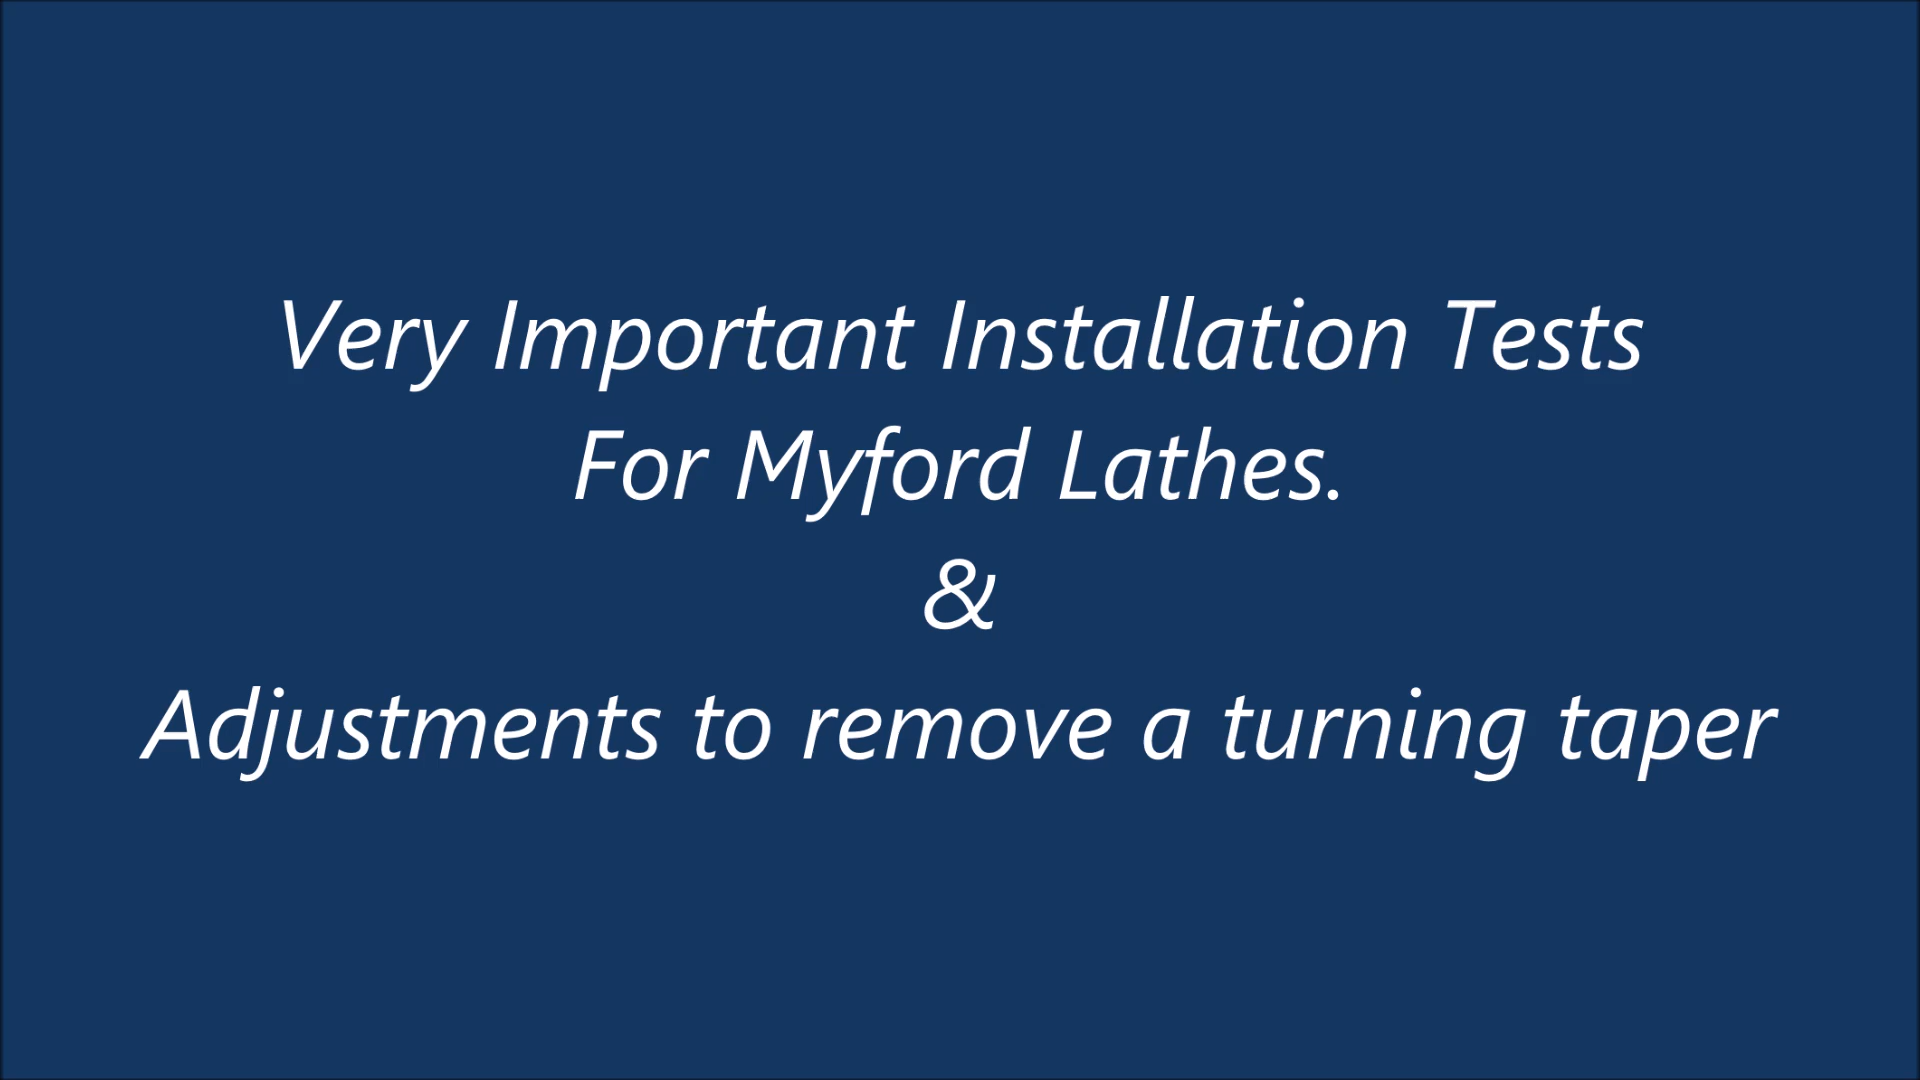 Very Important Installation Tests
For Myford Lathes.
&
Adjustments to remove a turning taper